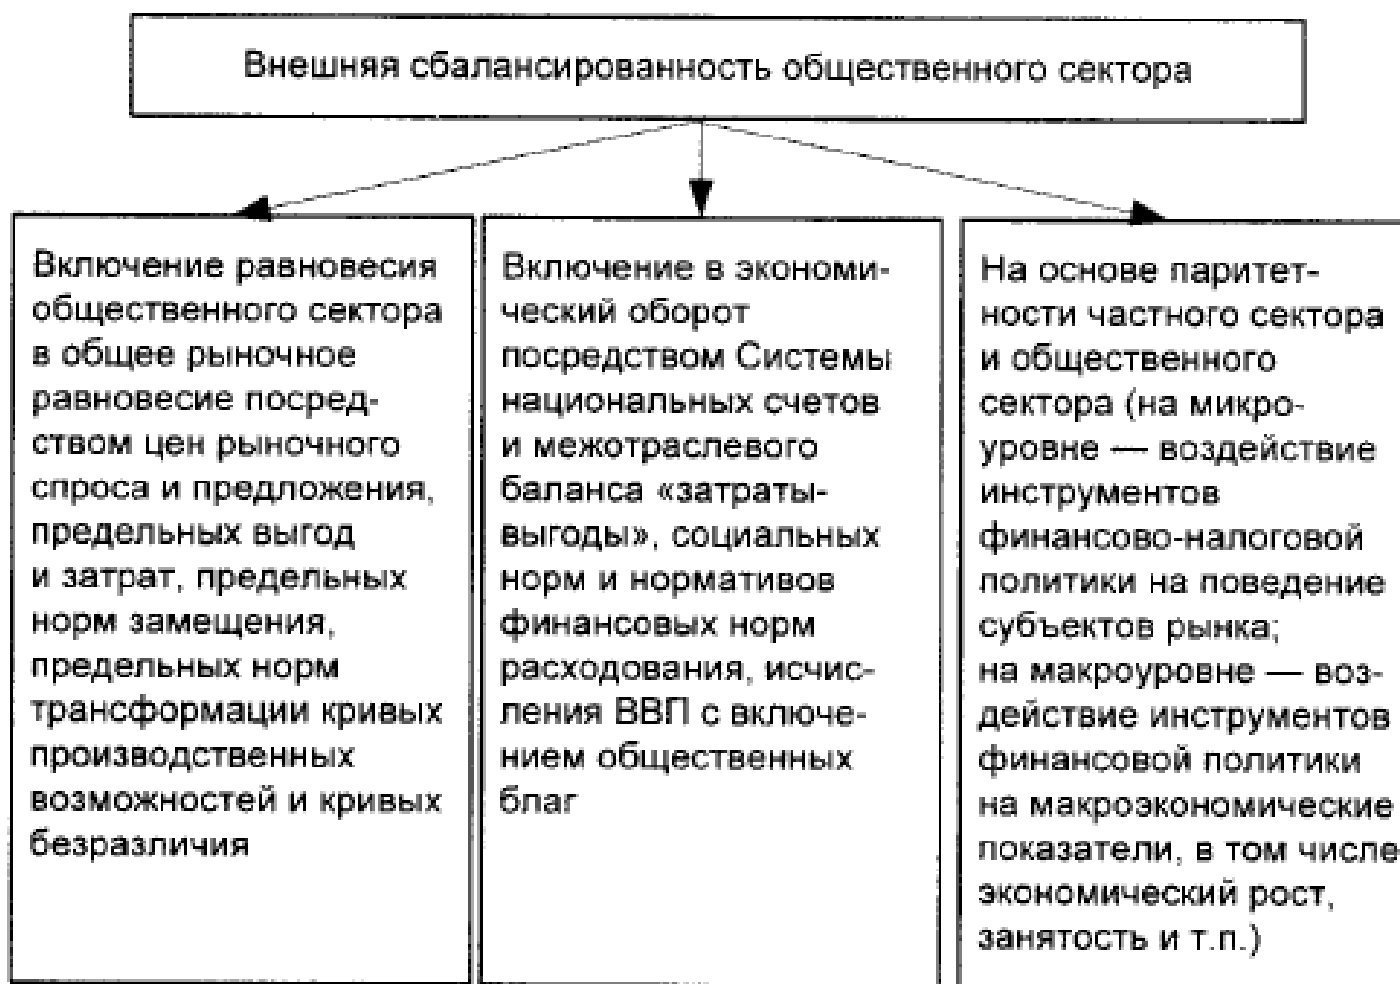 Внешняя сбалансированность общественного сектора
Включение равновесия
общественного сектора
в общее рыночное
равновесие посред-
ством цен рыночного
спроса и предложения,
предельных выгод
и затрат, предельных
норм замещения,
предельных норм
трансформации кривых
производственных
возможностей и кривых
безразличия
Включение в экономи-
ческий оборот
посредством Системы
национальных счетов
и межотраслевого
баланса «затраты-
выгоды», социальных
норм и нормативов
финансовых норм
расходования, исчис-
ления ВВП с включе-
нием общественных
благ
На основе паритет-
ности частного сектора
и общественного
сектора (на микро-
уровне — воздействие
инструментов
финансово-налоговой
политики на поведение
субъектов рынка;
на макроуровне — воз-
действие инструментов
финансовой политики
на макроэкономические
показатели, в том числе
экономический рост,
занятость и т.п.)